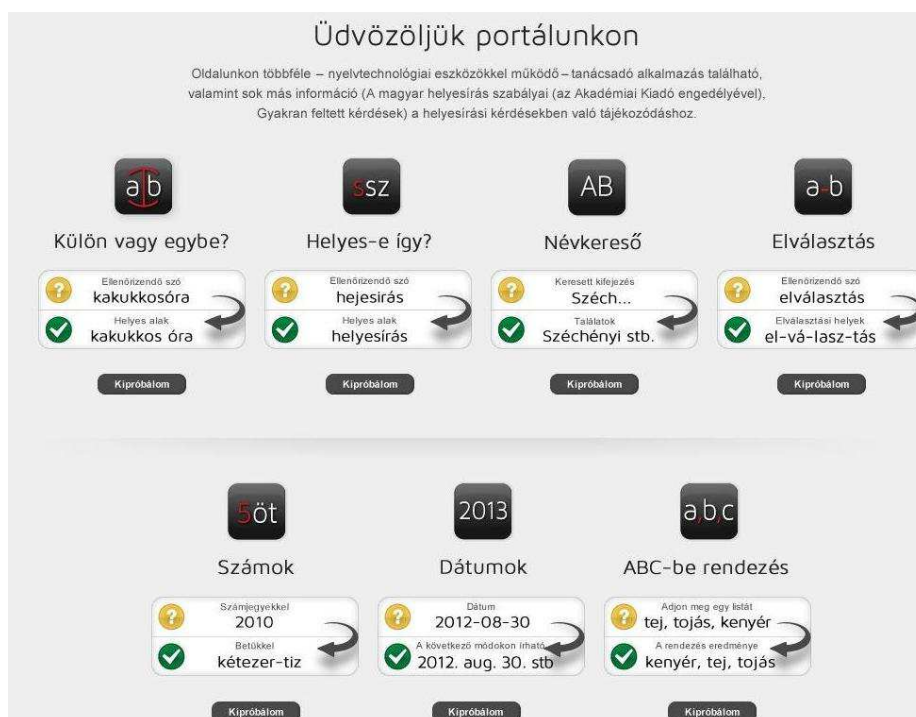 Üdvözöljük portálunkon
Oldalunkon többféle – nyelvtechnológiai eszközökkel működő – tanácsadó alkalmazás található,
valamint sok más információ (A magyar helyesírás szabályai (az Akadémiai Kiadó engedélyével),
Gyakran feltett kérdések) a helyesírási kérdésekben való tájékozódáshoz.
ab
Külön vagy egybe?
? Ellenőrizendő szó
kakukkosóra
Helyes alak
kakukkos óra
Kipróbálom
ssz
Helyes-e így?
? Ellenőrizendő szó
hejesirás
Helyes alak
helyesírás
Kipróbálom
AB
Névkereső
? Keresett kifejezés
Széch...
Találatok
Széchényi stb.
Kipróbálom
a-b
Elválasztás
? Ellenőrizendő szó
elválasztás
Elválasztási helyek
el-vá-lasz-tás
Kipróbálom
5öt
Számok
? Számjegyekkel
2010
Betűkkel
kétezer-tiz
Kipróbálom
2013
Dátumok
? Dátum
2012-08-30
A következő módokon írható
2012. aug. 30. stb
Kipróbálom
a,b,c
ABC-be rendezés
? Adjon meg egy listát
tej, tojás, kenyér
A rendezés eredménye
kenyér, tej, tojás
Kipróbálom